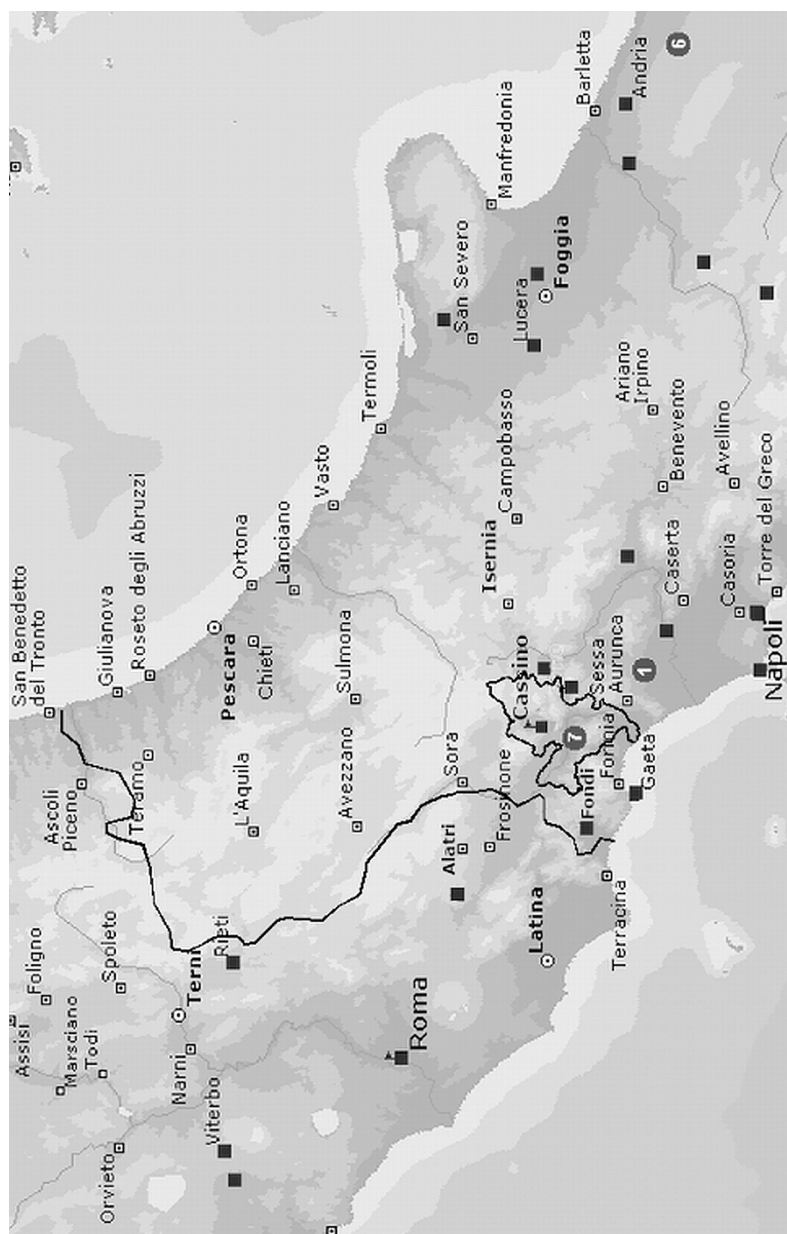 Assisi
Foligno
San Benedetto
del Tronto
Marsciano
Todi
Ascoli
Piceno
Orvieto
Spoleto
Giulianova
Teramo
Roseto degli Abruzzi
Narni
Terni
Viterbo
Rieti
L'Aquila
Pescara
Chieti
Ortona
Lanciano
Avezzano
Sulmona
Vasto
Termoli
Roma
Alatri
Sora
San Severo
Frosinone
Isernia
Campobasso
Manfredonia
Latina
Cassino
Lucera
Foggia
7
Fondi
Formia
Sessa
Aurunca
Barletta
Terracina
Gaeta
1
Ariano
Irpino
Andria
Caserta
Benevento
6
Casoria
Avellino
Napoli
Torre del Greco